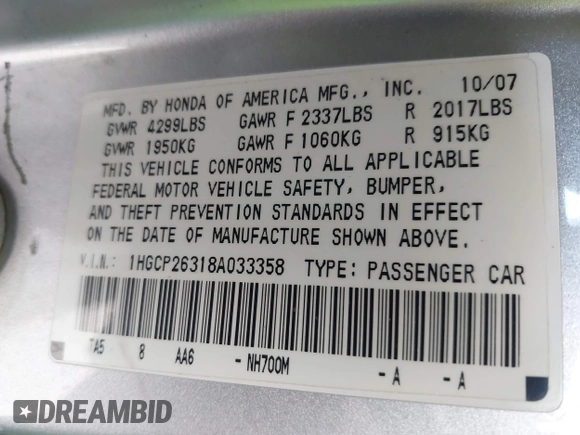 MFD. BY HONDA OF AMERICA MFG., INC. 10/07
GVWR 4299LBS GAWR F 2337LBS R 2017LBS
GVWR 1950KG GAWR F 1060KG R 915KG
THIS VEHICLE CONFORMS TO ALL APPLICABLE
FEDERAL MOTOR VEHICLE SAFETY, BUMPER,
AND THEFT PREVENTION STANDARDS IN EFFECT
ON THE DATE OF MANUFACTURE SHOWN ABOVE.
V.I.N.: 1HGCP26318A033358 TYPE: PASSENGER CAR
TA5 8 AA6 - NH700M - A - A
DREAMBID